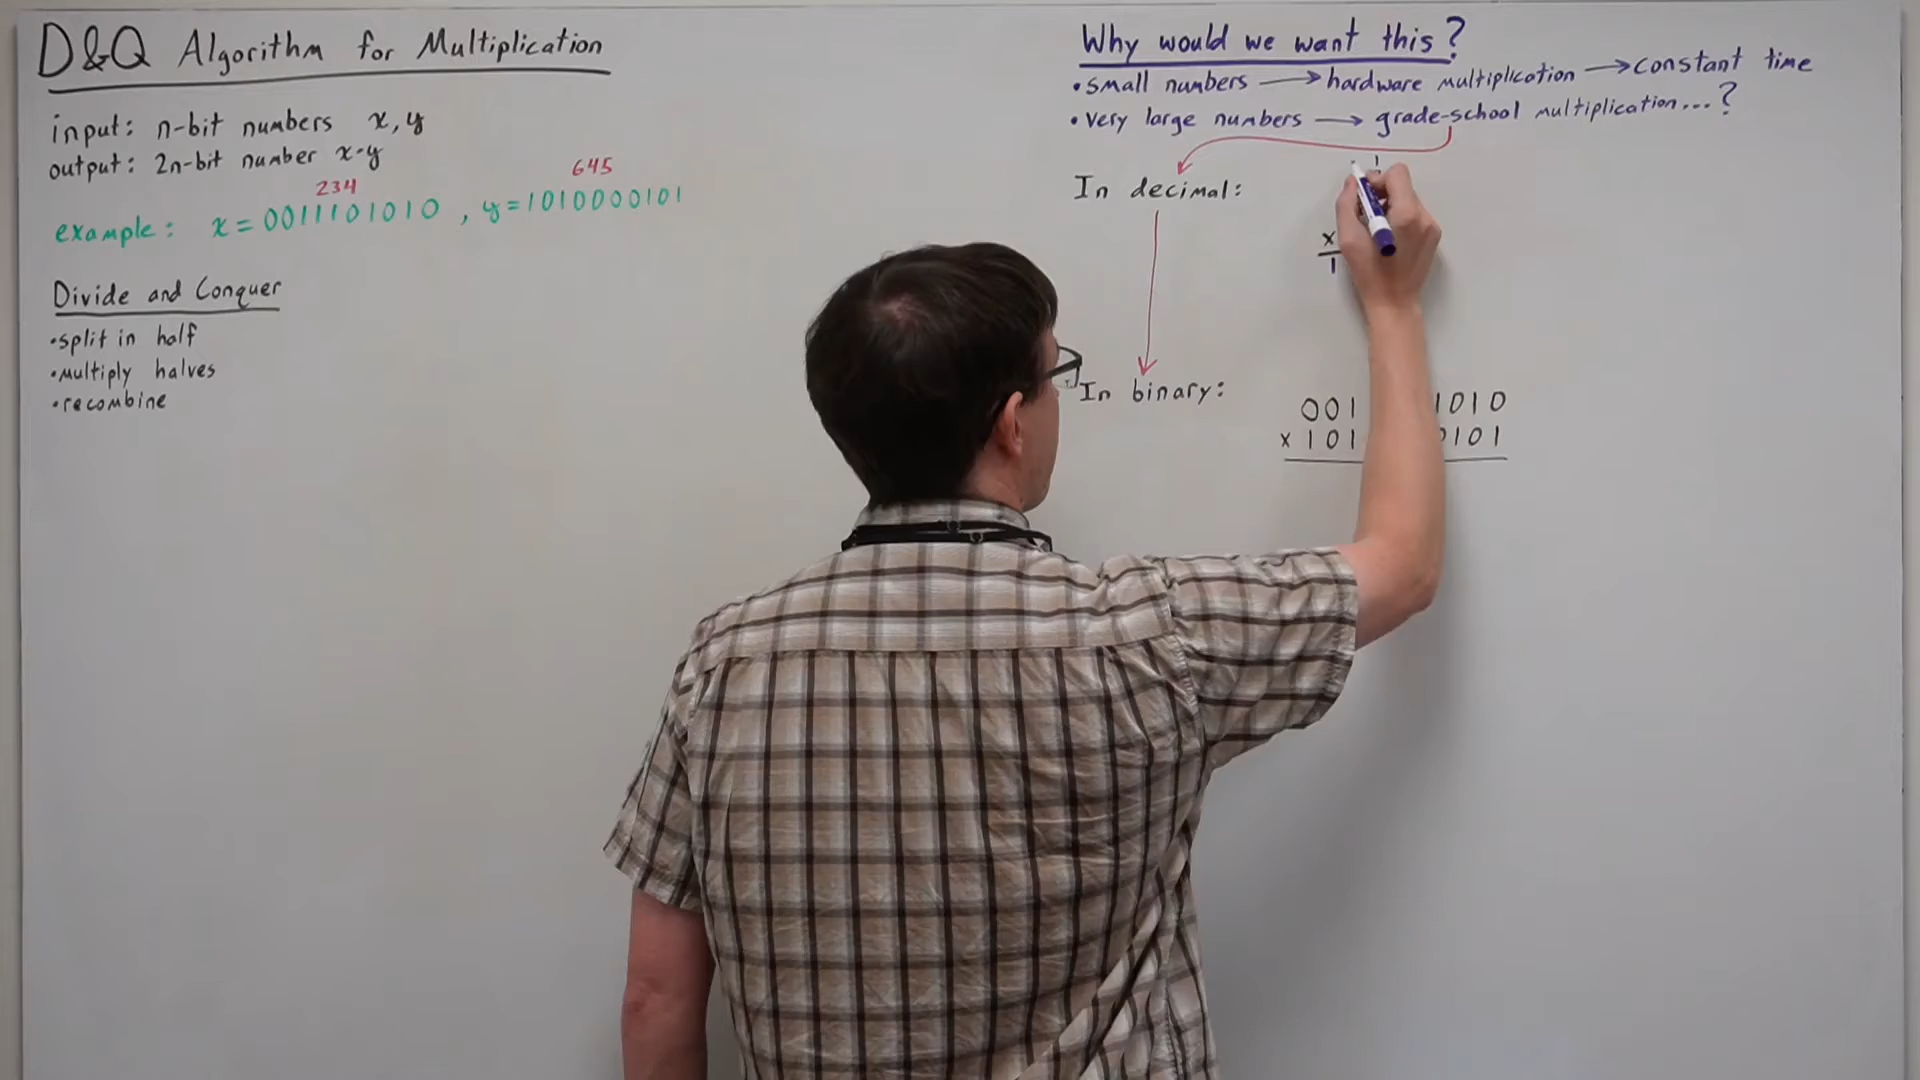 D&Q Algorithm for Multiplication
input: n-bit numbers x, y
output: 2n-bit number x·y
234
645
example: x = 0011101010, y = 1010000101
Divide and Conquer
•split in half
•multiply halves
•recombine
Why would we want this?
•small numbers → hardware multiplication → constant time
•very large numbers → grade-school multiplication...?
In decimal:
1
x
1
In binary:
001 1010
x 101 0101